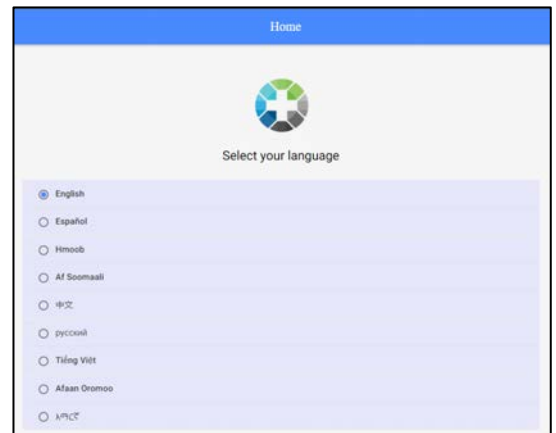 Home
Select your language
English
Español
Hmoob
Af Soomaali
中文
русский
Tiếng Việt
Afaan Oromoo
አማርኛ